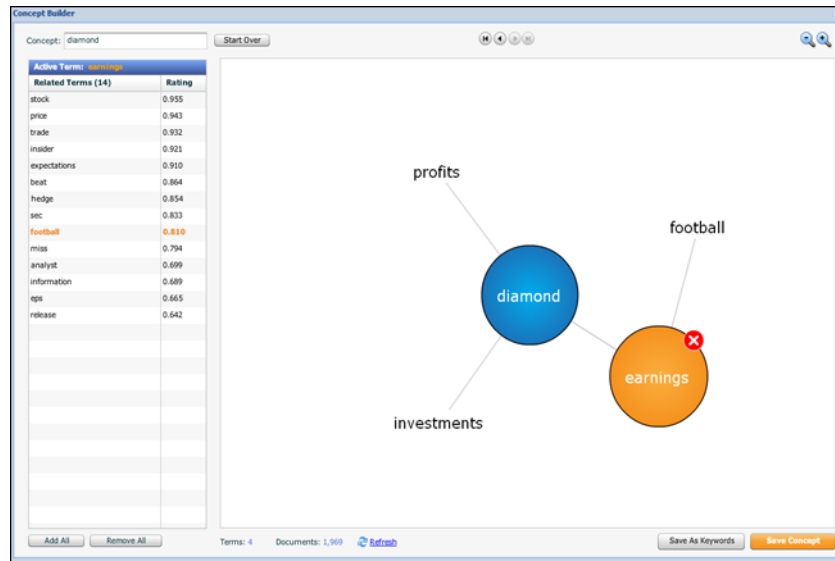 Concept Builder
Concept: diamond Start Over
Active Term: earnings
Related Terms (14) Rating
stock 0.955
price 0.943
trade 0.932
insider 0.921
expectations 0.910
beat 0.864
hedge 0.854
sec 0.833
football 0.810
miss 0.794
analyst 0.699
information 0.689
eps 0.665
release 0.642
profits
football
diamond
earnings
investments
Add All Remove All Terms: 4 Documents: 1,969 Refresh Save As Keywords Save Concept